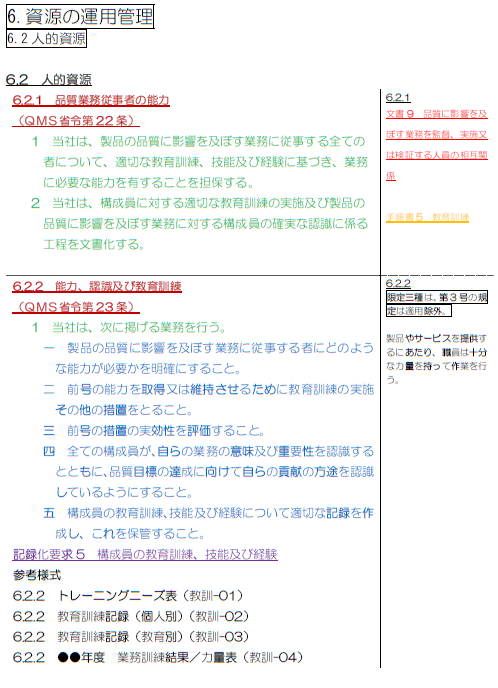 6.資源の運用管理
6.2人的資源
6.2　人的資源
6.2.1　品質業務従事者の能力
（QMS省令第22条）
1　当社は、製品の品質に影響を及ぼす業務に従事する全ての
者について、適切な教育訓練、技能及び経験に基づき、業務
に必要な能力を有することを担保する。
2　当社は、構成員に対する適切な教育訓練の実施及び製品の
品質に影響を及ぼす業務に対する構成員の確実な認識に係る
工程を文書化する。
6.2.1
文書9　品質に影響を及
ぼす業務を監督、実施又
は検証する人員の相互関
係
手順書5　教育訓練
6.2.2　能力、認識及び教育訓練
（QMS省令第23条）
1　当社は、次に掲げる業務を行う。
一　製品の品質に影響を及ぼす業務に従事する者にどのよう
な能力が必要かを明確にすること。
二　前号の能力を取得又は維持させるために教育訓練の実施
その他の措置をとること。
三　前号の措置の実効性を評価すること。
四　全ての構成員が、自らの業務の意味及び重要性を認識する
とともに、品質目標の達成に向けて自らの貢献の方途を認識
しているようにすること。
五　構成員の教育訓練、技能及び経験について適切な記録を作
成し、これを保管すること。
記録化要求5　構成員の教育訓練、技能及び経験
参考様式
6.2.2　トレーニングニーズ表（教訓-01）
6.2.2　教育訓練記録（個人別）（教訓-02）
6.2.2　教育訓練記録（教育別）（教訓-03）
6.2.2　●●年度　業務訓練結果／力量表（教訓-04）
6.2.2
限定三種は、第3号の規
定は適用除外。
製品やサービスを提供す
るにあたり、職員は十分
な力量を持って作業を行
う。